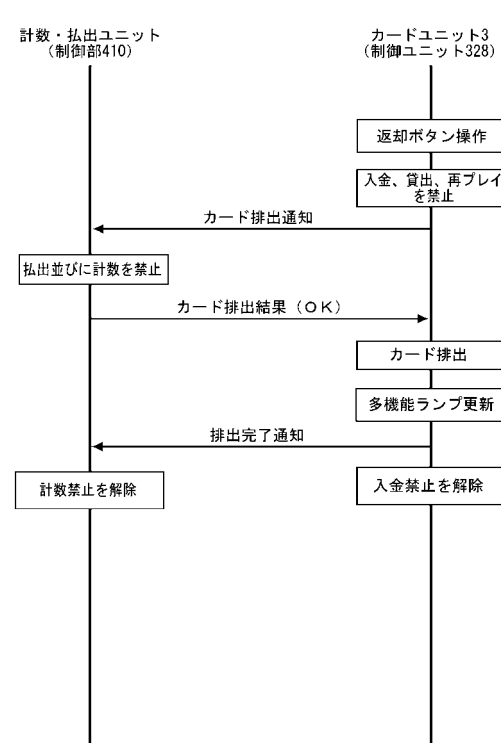 計数・払出ユニット
（制御部410）
カードユニット3
（制御ユニット328）
返却ボタン操作
入金、貸出、再プレイ
を禁止
カード排出通知
払出並びに計数を禁止
カード排出結果（ＯＫ）
カード排出
多機能ランプ更新
排出完了通知
計数禁止を解除
入金禁止を解除